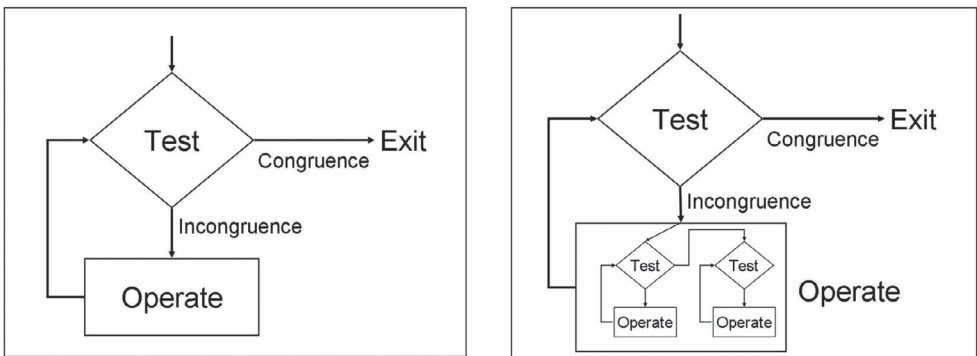 Test
Exit
Congruence
Incongruence
Operate
Test
Exit
Congruence
Incongruence
Test
Test
Operate
Operate
Operate